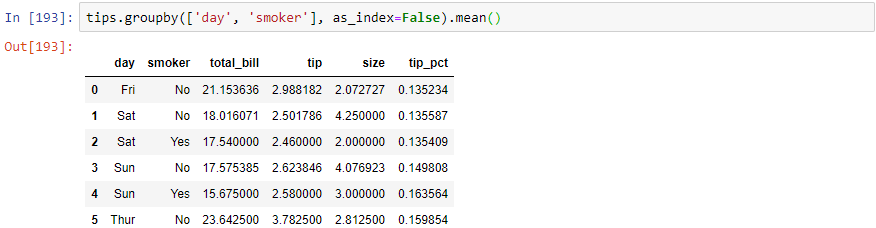 In [193]: tips.groupby(['day', 'smoker'], as_index=False).mean()
Out[193]:
day smoker total_bill tip size tip_pct
0 Fri No 21.153636 2.988182 2.072727 0.135234
1 Sat No 18.016071 2.501786 4.250000 0.135587
2 Sat Yes 17.540000 2.460000 2.000000 0.135409
3 Sun No 17.575385 2.623846 4.076923 0.149808
4 Sun Yes 15.675000 2.580000 3.000000 0.163564
5 Thur No 23.642500 3.782500 2.812500 0.159854